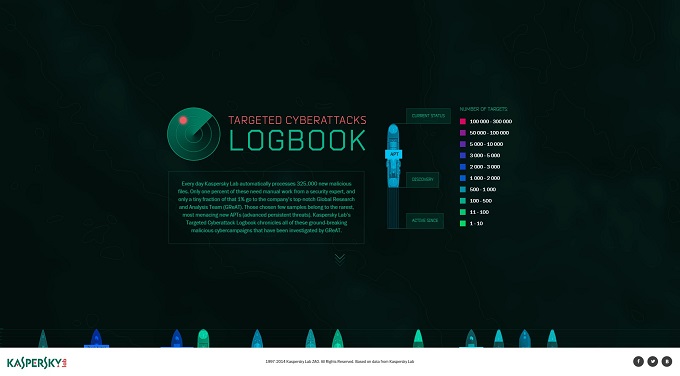 TARGETED CYBERATTACKS
LOGBOOK
Every day Kaspersky Lab automatically processes 325,000 new malicious
files. Only one percent of these need manual work from a security expert, and
only a tiny fraction of that 1% go to the company's top-notch Global Research
and Analysis Team (GReAT). Those chosen few samples belong to the rarest,
most menacing new APTs (advanced persistent threats). Kaspersky Lab's
Targeted Cyberattack Logbook chronicles all of these ground-breaking
malicious cybercampaigns that have been investigated by GReAT.
CURRENT STATUS
APT
DISCOVERY
ACTIVE SINCE
NUMBER OF TARGETS
100 000 - 300 000
50 000 - 100 000
5 000 - 10 000
3 000 - 5 000
2 000 - 3 000
1 000 - 2 000
500 - 1 000
100 - 500
11 - 100
1 - 10
KASPERSKY lab
1997-2014 Kaspersky Lab ZAO. All Rights Reserved. Based on data from Kaspersky Lab
f
B